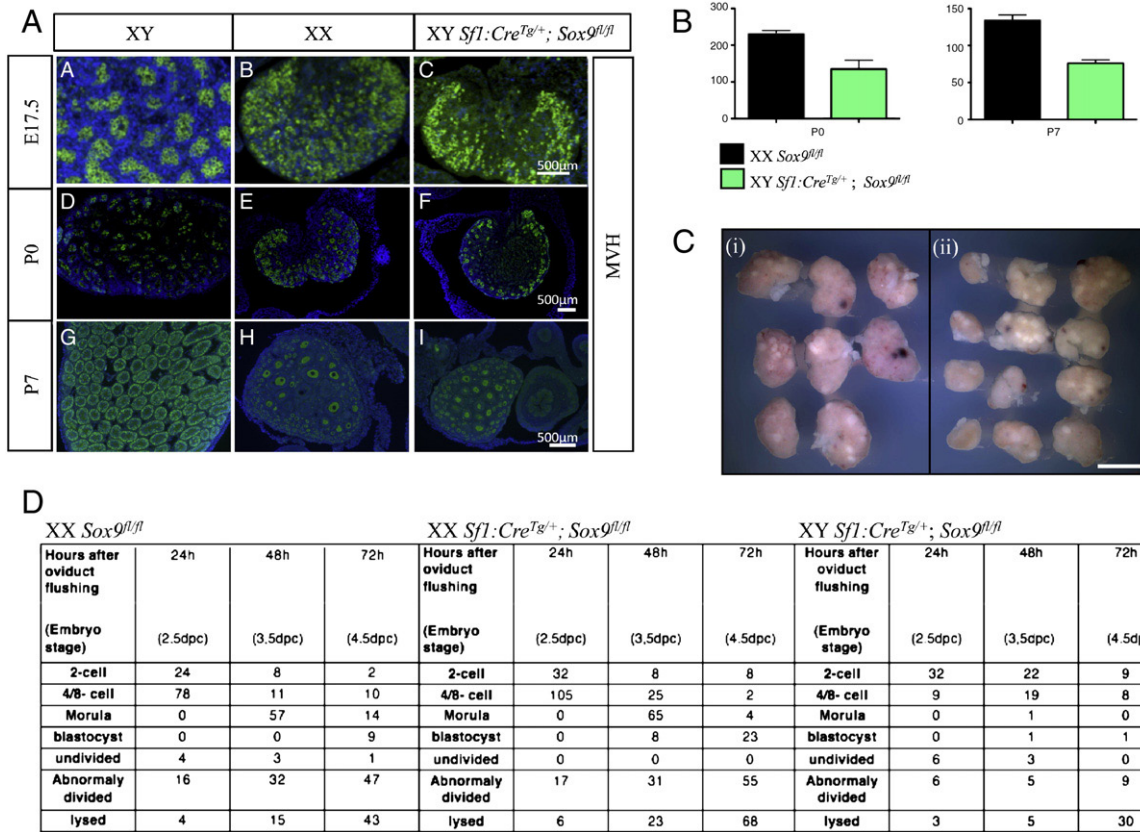 A
XY
XX
XY Sf1:Cre^Tg/+; Sox9^fl/fl
E17.5
A
B
C
500µm
P0
D
E
F
500µm
P7
G
H
I
500µm
MVH
B
300
200
100
0
P0
150
100
50
0
P7
XX Sox9^fl/fl
XY Sf1:Cre^Tg/+ ; Sox9^fl/fl
C
(i)
(ii)
D
XX Sox9^fl/fl
Hours after oviduct flushing 24h 48h 72h
(Embryo stage) (2.5dpc) (3,5dpc) (4.5dpc)
2-cell 24 8 2
4/8- cell 78 11 10
Morula 0 57 14
blastocyst 0 0 9
undivided 4 3 1
Abnormaly divided 16 32 47
lysed 4 15 43
XX Sf1:Cre^Tg/+; Sox9^fl/fl
Hours after oviduct flushing 24h 48h 72h
(Embryo stage) (2.5dpc) (3,5dpc) (4.5dpc)
2-cell 32 8 8
4/8- cell 105 25 2
Morula 0 65 4
blastocyst 0 8 23
undivided 0 0 0
Abnormaly divided 17 31 55
lysed 6 23 68
XY Sf1:Cre^Tg/+; Sox9^fl/fl
Hours after oviduct flushing 24h 48h 72h
(Embryo stage) (2.5dpc) (3,5dpc) (4.5dp
2-cell 32 22 9
4/8- cell 9 19 8
Morula 0 1 0
blastocyst 0 1 1
undivided 6 3 0
Abnormaly divided 6 5 9
lysed 3 5 30